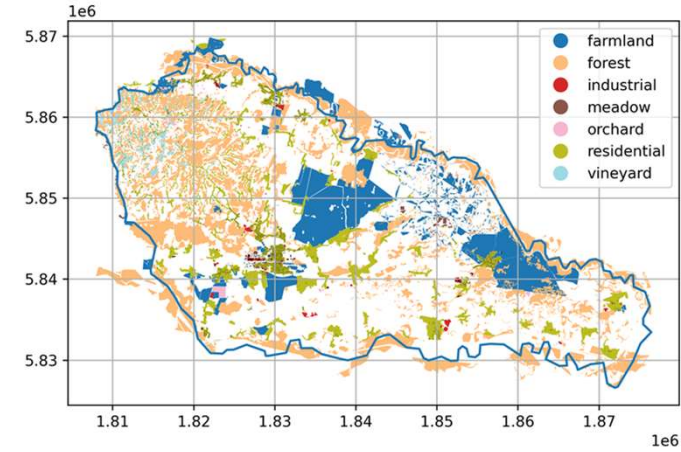 1e6
5.87
5.86
5.85
5.84
5.83
farmland
forest
industrial
meadow
orchard
residential
vineyard
1.81 1.82 1.83 1.84 1.85 1.86 1.87
1e6